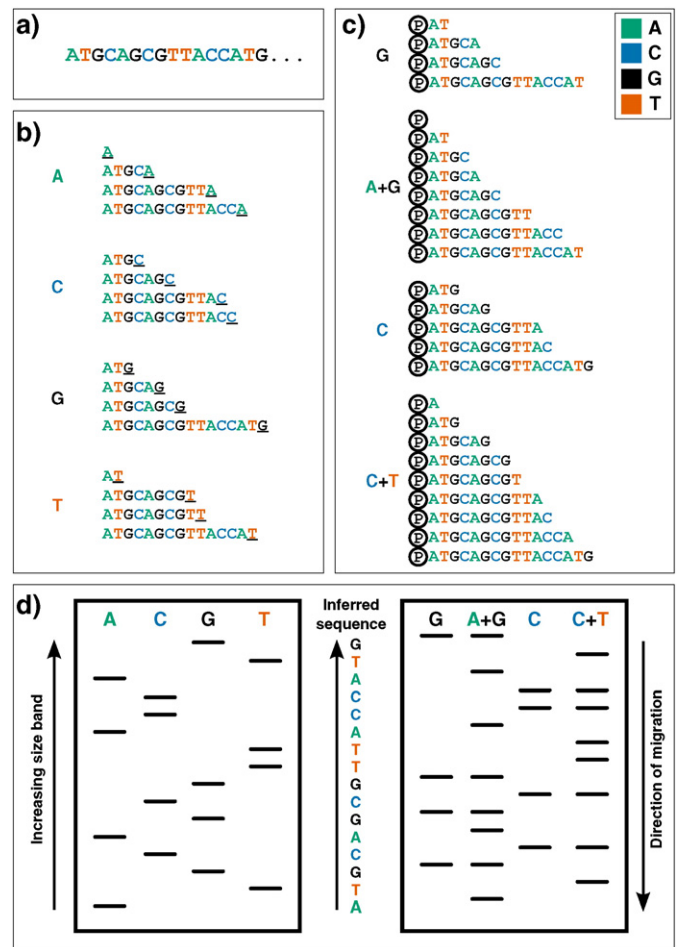 a)
ATGCAGCGTTACCATG...
b)
A
A
ATGCA
ATGCAGCGTTA
ATGCAGCGTTACCA
C
ATGC
ATGCAGC
ATGCAGCGTTAC
ATGCAGCGTTACC
G
ATG
ATGCAG
ATGCAGCG
ATGCAGCGTTACCATG
T
AT
ATGCAGCGT
ATGCAGCGTT
ATGCAGCGTTACCAT
c)
A
C
G
T
G
PAT
PATGCA
PATGCAGC
PATGCAGCGTTACCAT
A+G
P
PAT
PATGC
PATGCA
PATGCAGC
PATGCAGCGTT
PATGCAGCGTTACC
PATGCAGCGTTACCAT
C
PATG
PATGCAG
PATGCAGCGTTA
PATGCAGCGTTAC
PATGCAGCGTTACCATG
C+T
PA
PATG
PATGCAG
PATGCAGCG
PATGCAGCGT
PATGCAGCGTTA
PATGCAGCGTTAC
PATGCAGCGTTACCA
PATGCAGCGTTACCATG
d)
Increasing size band
A C G T
Inferred
sequence
G
T
A
C
C
A
T
T
G
C
G
A
C
G
T
A
G A+G C C+T
Direction of migration